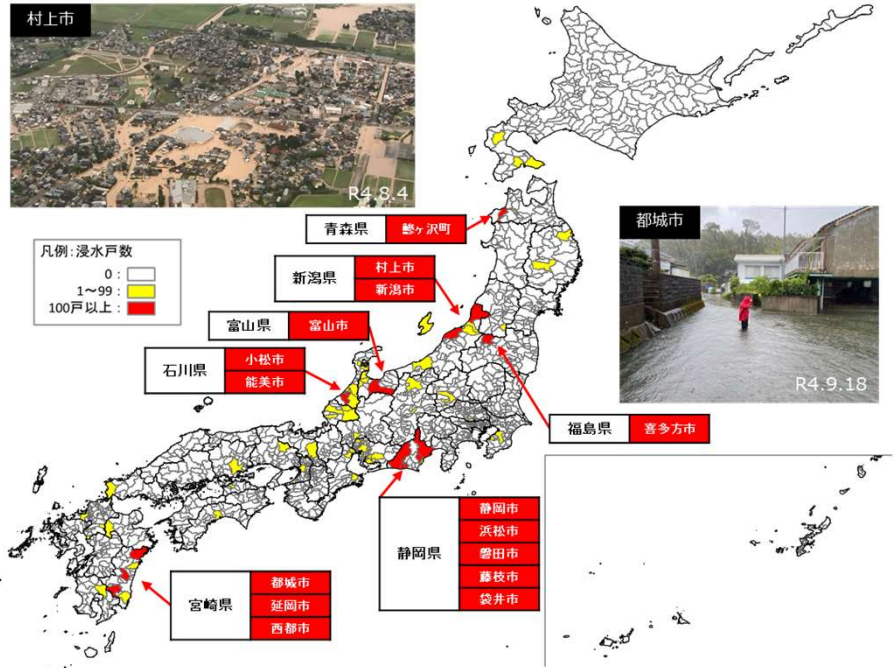 村上市
R4.8.4
青森県
鰺ヶ沢町
都城市
凡例:浸水戸数
0:
1~99:
100戸以上:
新潟県
村上市
新潟市
富山県
富山市
石川県
小松市
能美市
R4.9.18
福島県
喜多方市
静岡県
静岡市
浜松市
磐田市
藤枝市
袋井市
宮崎県
都城市
延岡市
西都市